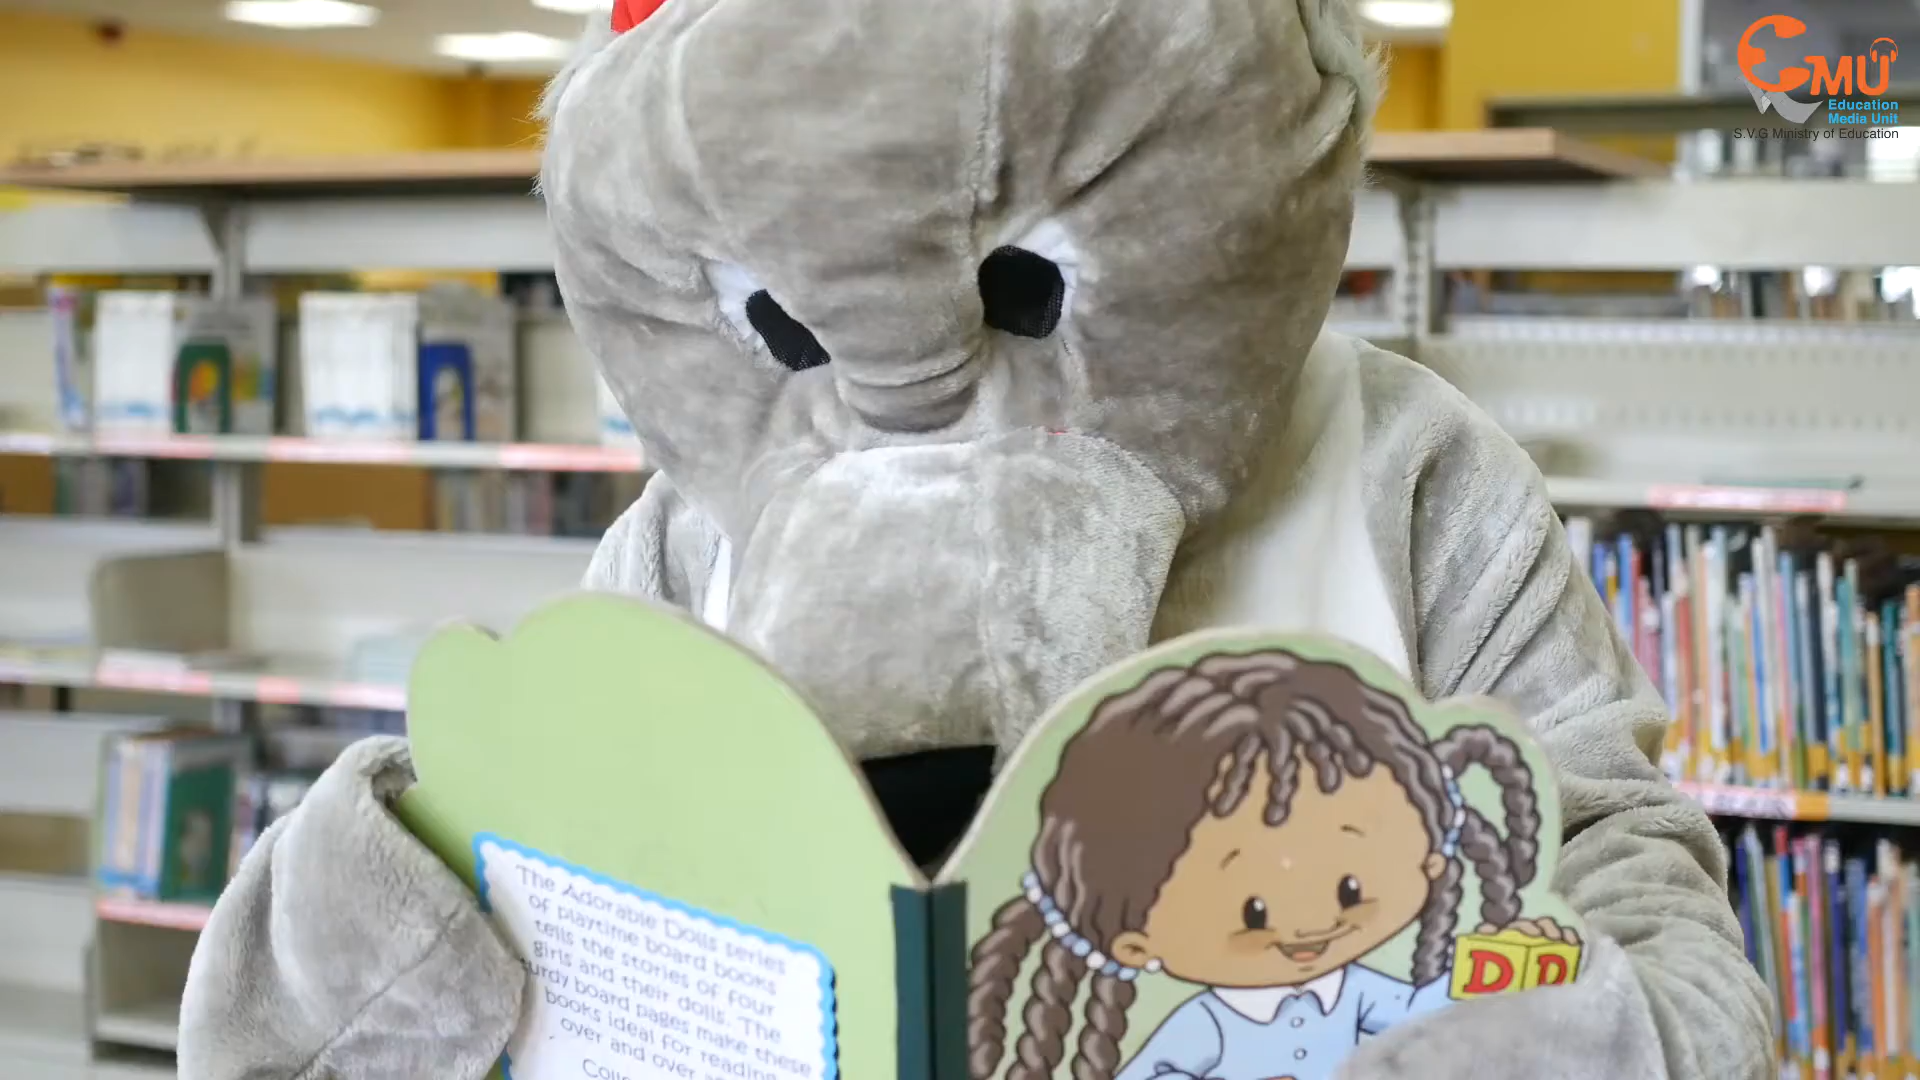 EMU
Education
Media Unit
S.V.G Ministry of Education
The Adorable Dolls series
of playtime board books
tells the stories of four
girls and their dolls. The
sturdy board pages make these
books ideal for reading
over and over
D D